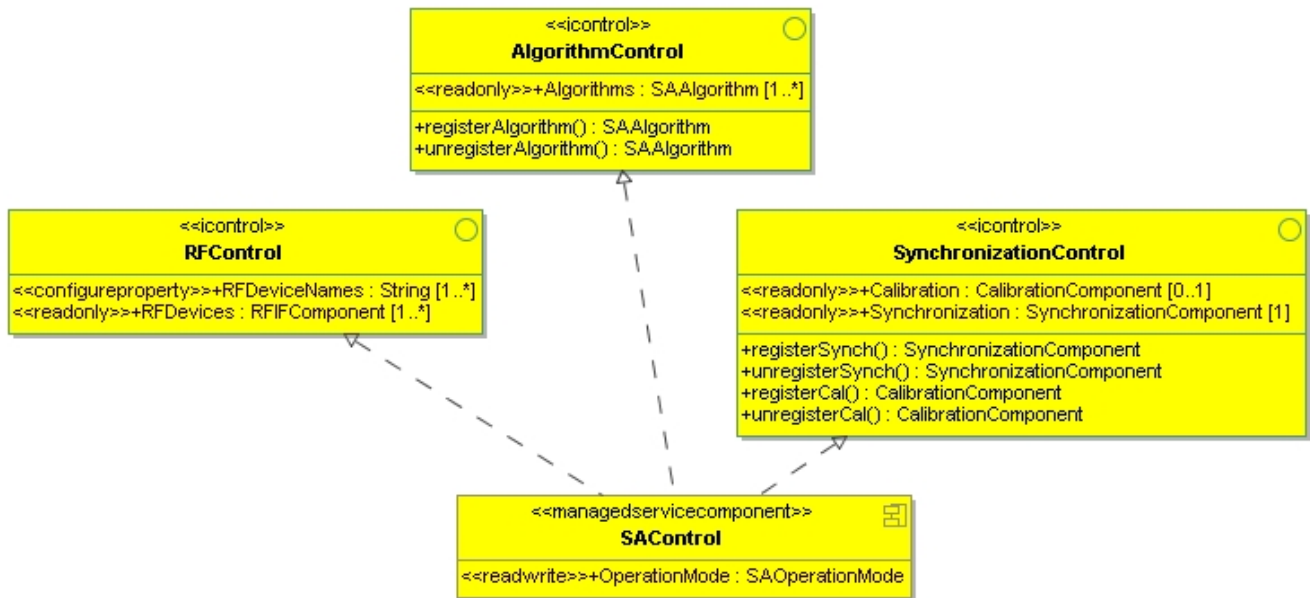 <<icontrol>>
AlgorithmControl
<<readonly>>+Algorithms : SAAlgorithm [1..*]
+registerAlgorithm() : SAAlgorithm
+unregisterAlgorithm() : SAAlgorithm
<<icontrol>>
RFControl
<<configureproperty>>+RFDeviceNames : String [1..*]
<<readonly>>+RFDevices : RFIFComponent [1..*]
<<icontrol>>
SynchronizationControl
<<readonly>>+Calibration : CalibrationComponent [0..1]
<<readonly>>+Synchronization : SynchronizationComponent [1]
+registerSynch() : SynchronizationComponent
+unregisterSynch() : SynchronizationComponent
+registerCal() : CalibrationComponent
+unregisterCal() : CalibrationComponent
<<managedservicecomponent>>
SAControl
<<readwrite>>+OperationMode : SAOperationMode